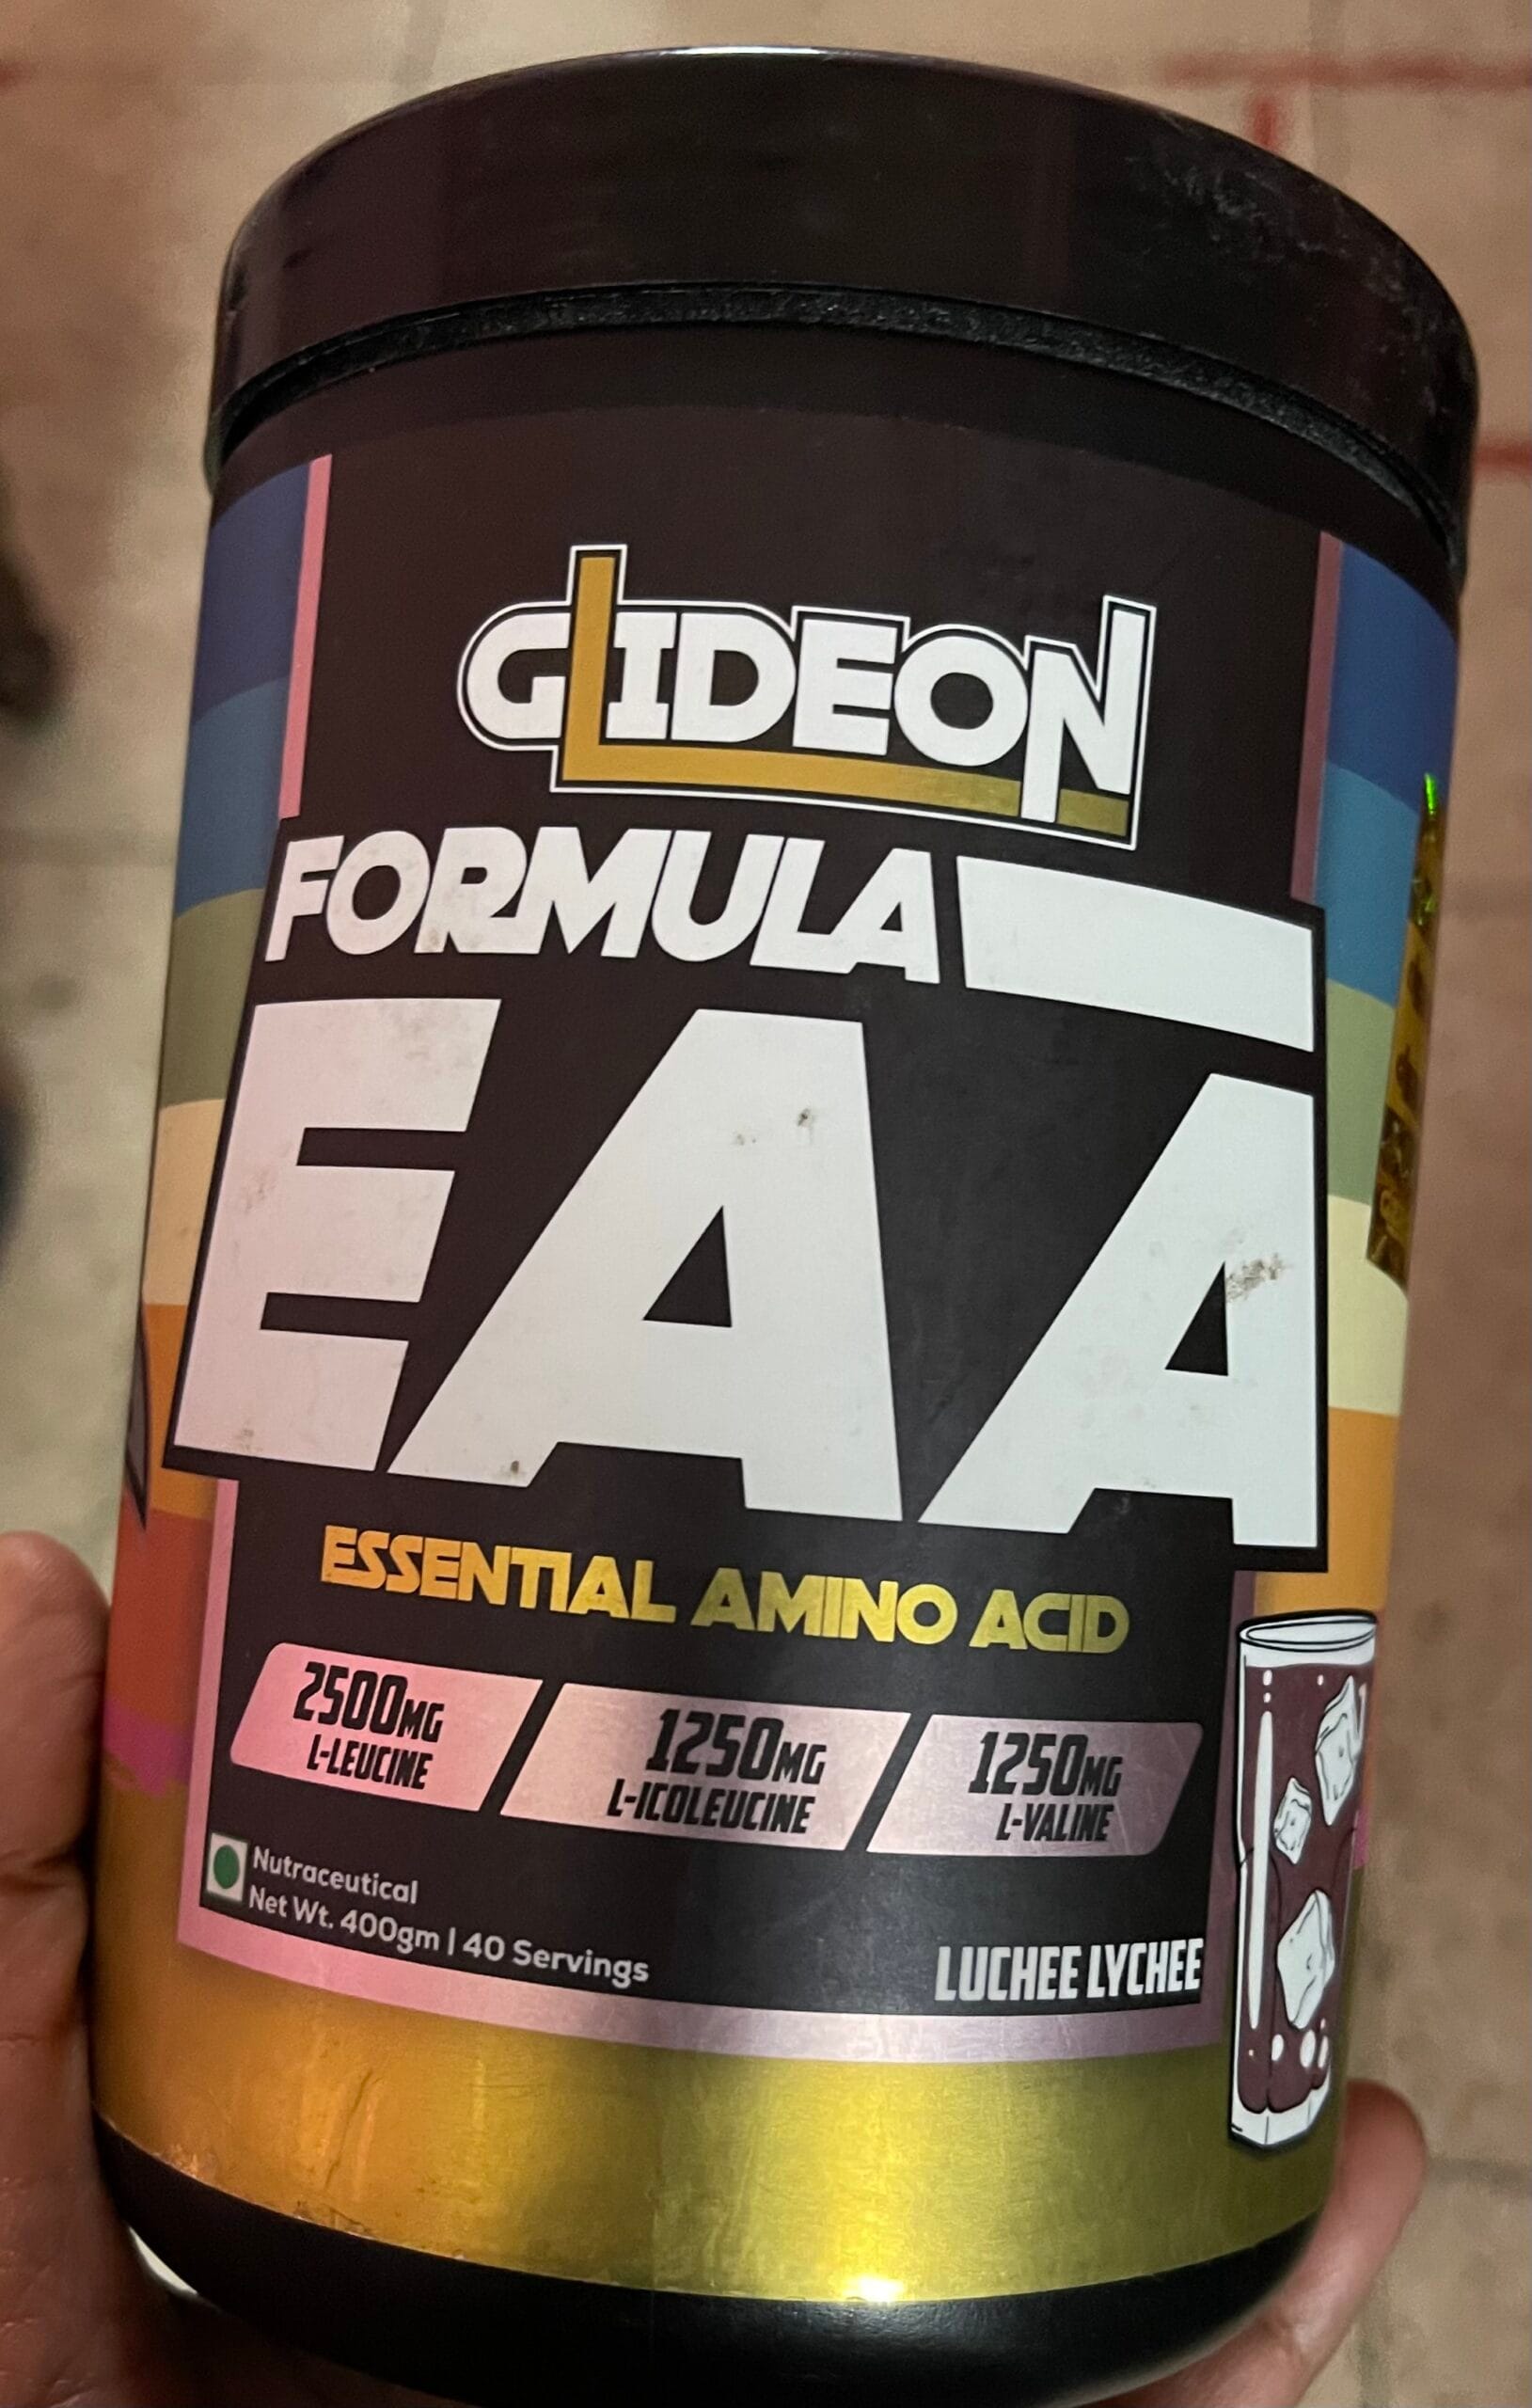 GLIDEON
FORMULA
EAA
ESSENTIAL AMINO ACID
2500MG
L-LEUCINE
1250MG
L-ICOLEUCINE
1250MG
L-VALINE
Nutraceutical
Net Wt. 400gm | 40 Servings
LUCHEE LYCHEE